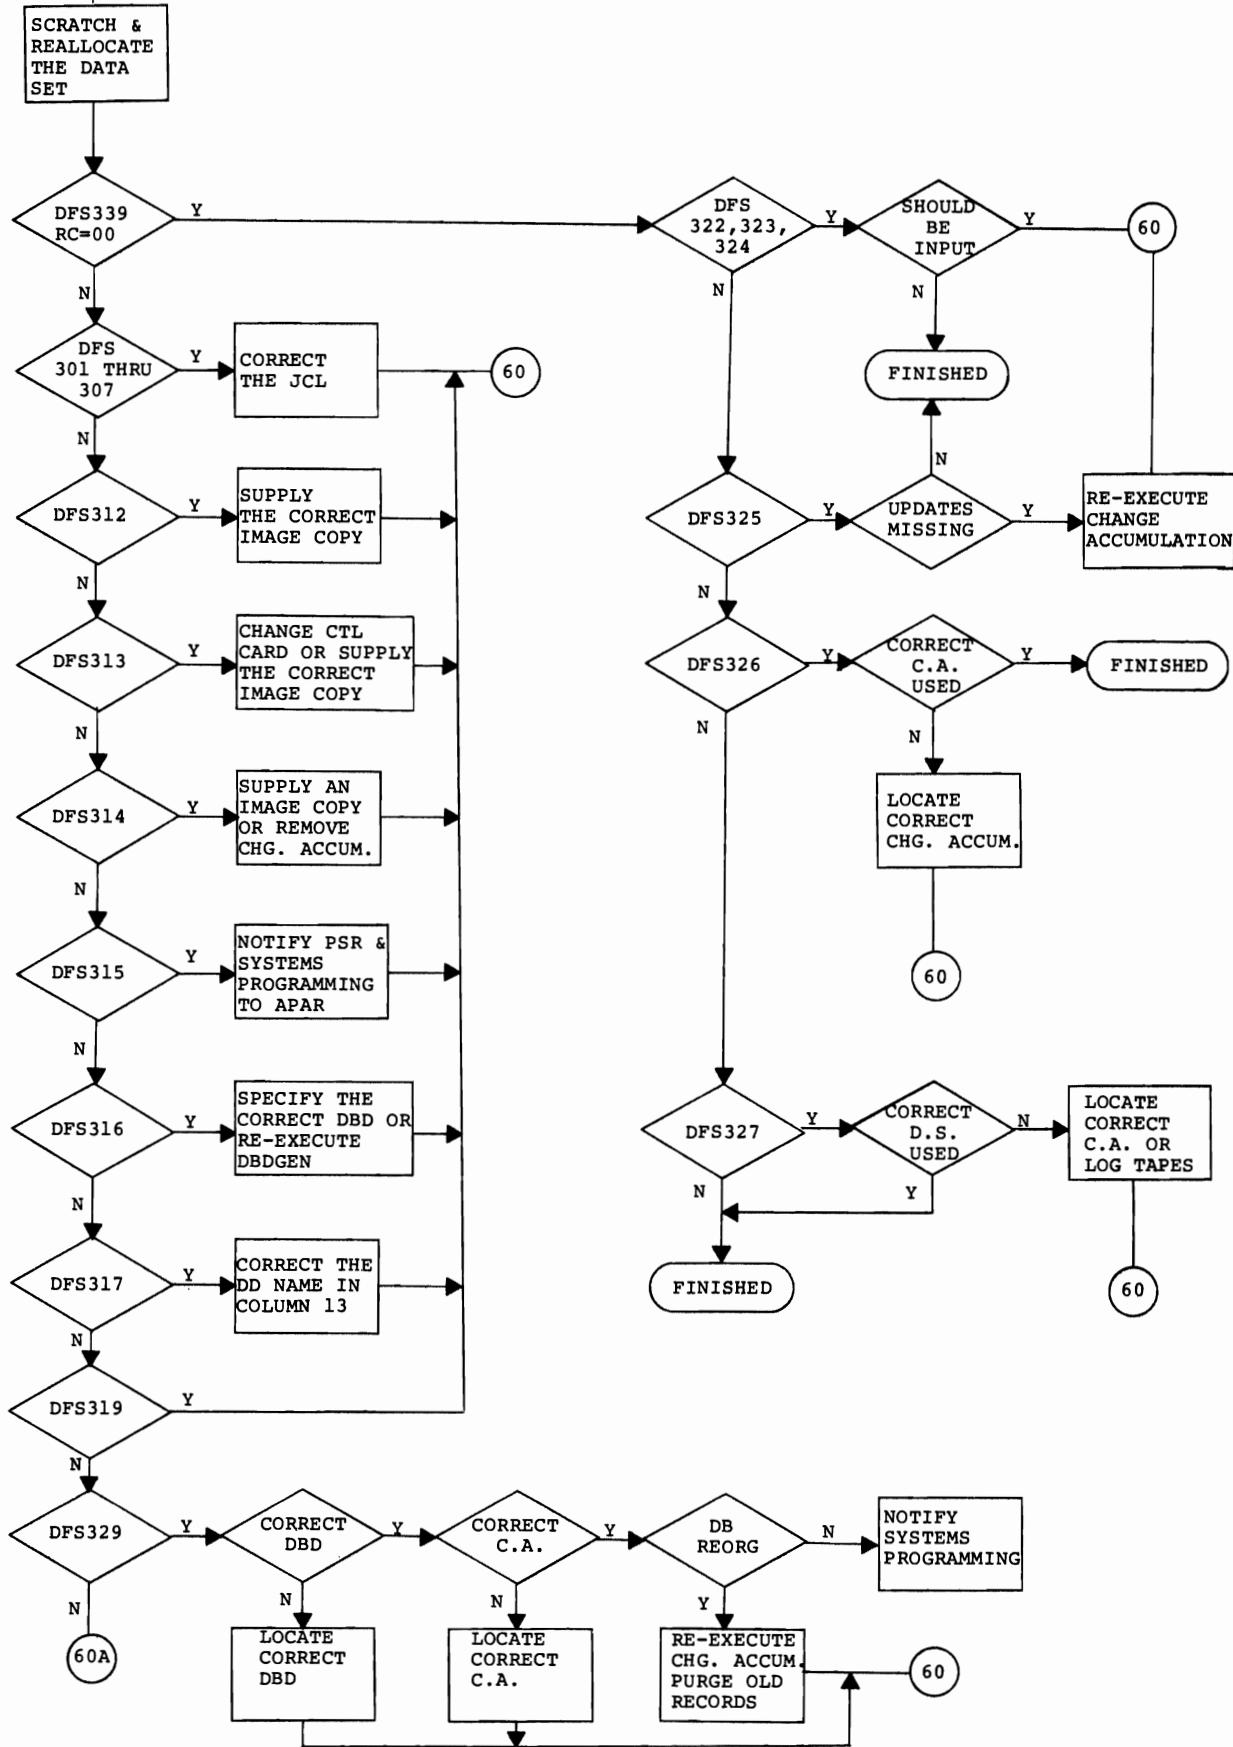 SCRATCH &
REALLOCATE
THE DATA
SET
DFS339
RC=00
Y
N
DFS
322,323,
324
Y
N
SHOULD
BE
INPUT
Y
N
60
FINISHED
DFS
301 THRU
307
Y
N
CORRECT
THE JCL
60
DFS312
Y
N
SUPPLY
THE CORRECT
IMAGE COPY
DFS325
Y
N
UPDATES
MISSING
N
Y
RE-EXECUTE
CHANGE
ACCUMULATION
DFS313
Y
N
CHANGE CTL
CARD OR SUPPLY
THE CORRECT
IMAGE COPY
DFS326
Y
N
CORRECT
C.A.
USED
Y
N
FINISHED
LOCATE
CORRECT
CHG. ACCUM.
60
DFS314
Y
N
SUPPLY AN
IMAGE COPY
OR REMOVE
CHG. ACCUM.
DFS315
Y
N
NOTIFY PSR &
SYSTEMS
PROGRAMMING
TO APAR
DFS316
Y
N
SPECIFY THE
CORRECT DBD OR
RE-EXECUTE
DBDGEN
DFS327
Y
N
CORRECT
D.S.
USED
N
Y
LOCATE
CORRECT
C.A. OR
LOG TAPES
60
FINISHED
DFS317
Y
N
CORRECT THE
DD NAME IN
COLUMN 13
DFS319
Y
N
DFS329
Y
N
60A
CORRECT
DBD
Y
N
LOCATE
CORRECT
DBD
CORRECT
C.A.
Y
N
LOCATE
CORRECT
C.A.
DB
REORG
N
Y
NOTIFY
SYSTEMS
PROGRAMMING
RE-EXECUTE
CHG. ACCUM.
PURGE OLD
RECORDS
60